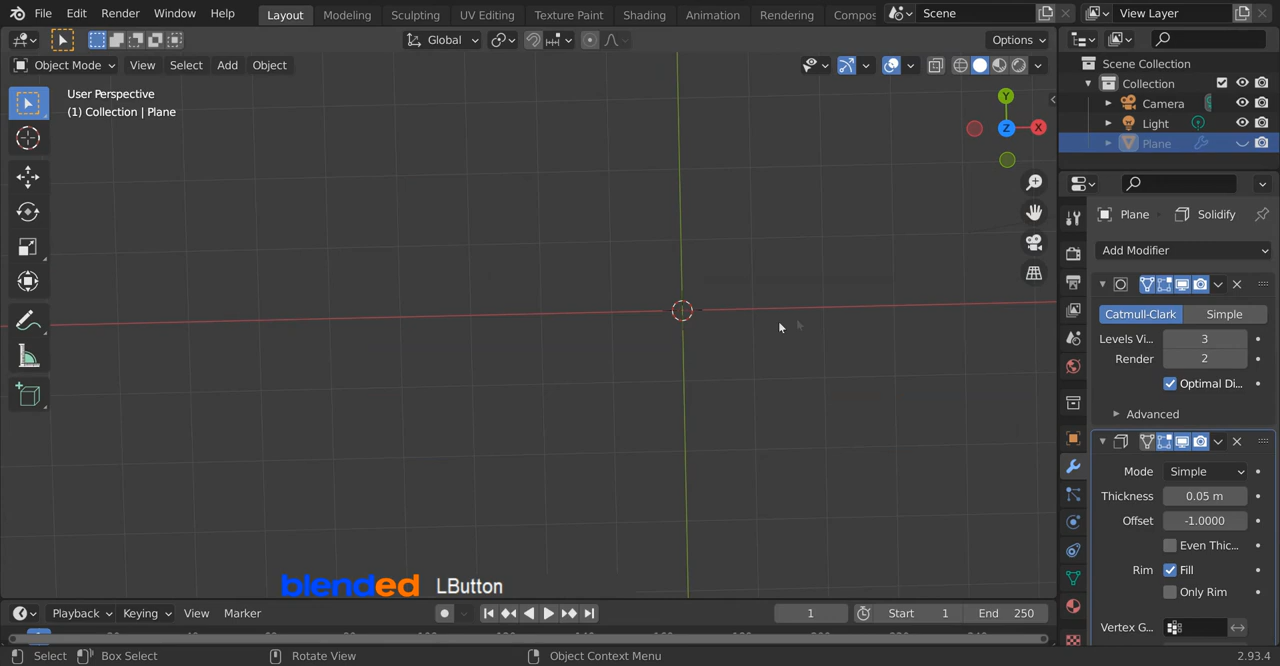 File Edit Render Window Help Layout Modeling Sculpting UV Editing Texture Paint Shading Animation Rendering Compos Scene View Layer
Global Options
Object Mode View Select Add Object
User Perspective
(1) Collection | Plane
Y
Z
X
Scene Collection
Collection
Camera
Light
Plane
Plane Solidify
Add Modifier
Catmull-Clark Simple
Levels Vi... 3
Render 2
Optimal Di...
Advanced
Mode Simple
Thickness 0.05 m
Offset -1.0000
Even Thic...
Rim Fill
Only Rim
Vertex G...
blended LButton
Playback Keying View Marker 1 Start 1 End 250
Select Box Select Rotate View Object Context Menu 2.93.4